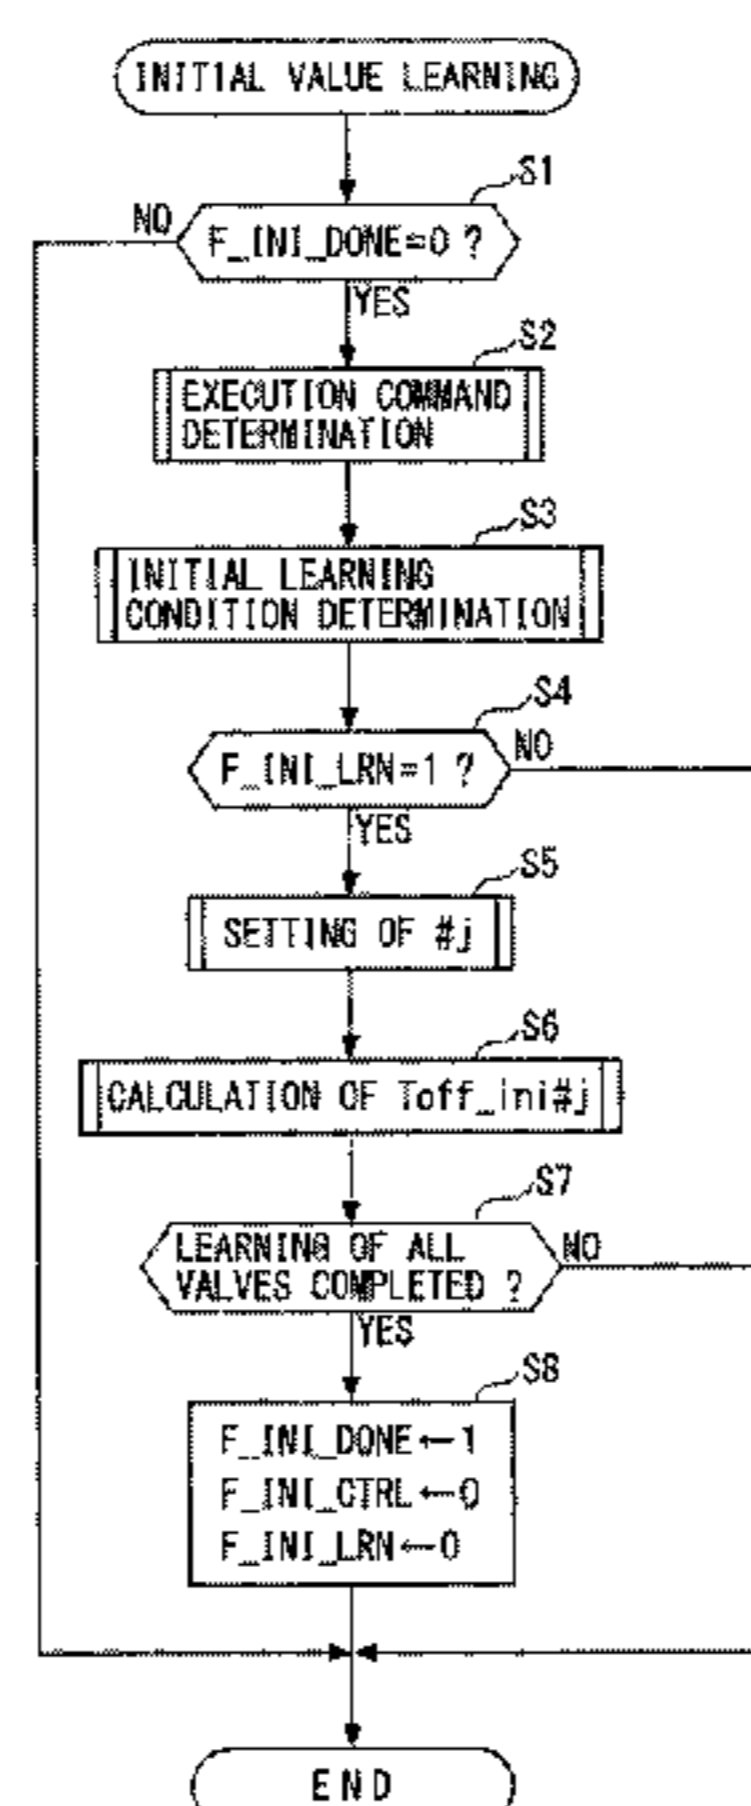 INITIAL VALUE LEARNING
S1
NO
F_INI_DONE=0 ?
YES
S2
EXECUTION COMMAND
DETERMINATION
S3
INITIAL LEARNING
CONDITION DETERMINATION
S4
F_INI_LRN=1 ?
NO
YES
S5
SETTING OF #j
S6
CALCULATION OF Toff_ini#j
S7
LEARNING OF ALL
VALVES COMPLETED ?
NO
YES
S8
F_INI_DONE←1
F_INI_CTRL←0
F_INI_LRN←0
END